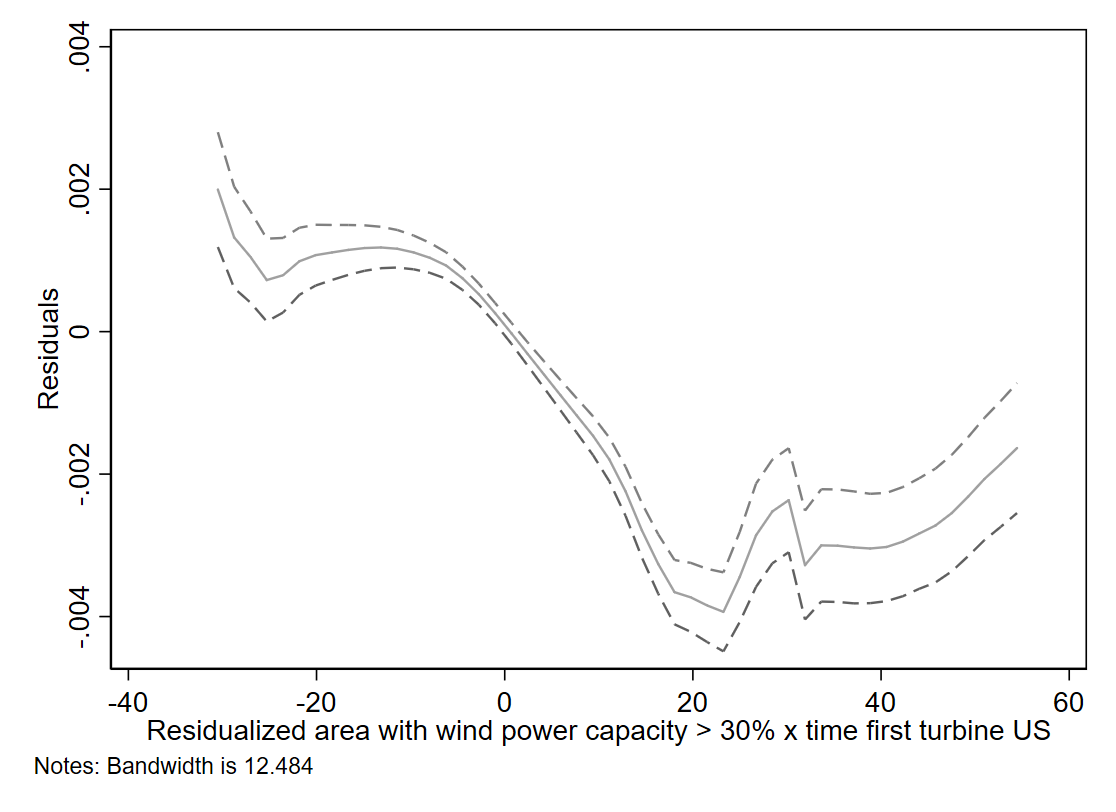 .004
.002
0
-.002
-.004
Residuals
-40 -20 0 20 40 60
Residualized area with wind power capacity > 30% x time first turbine US
Notes: Bandwidth is 12.484